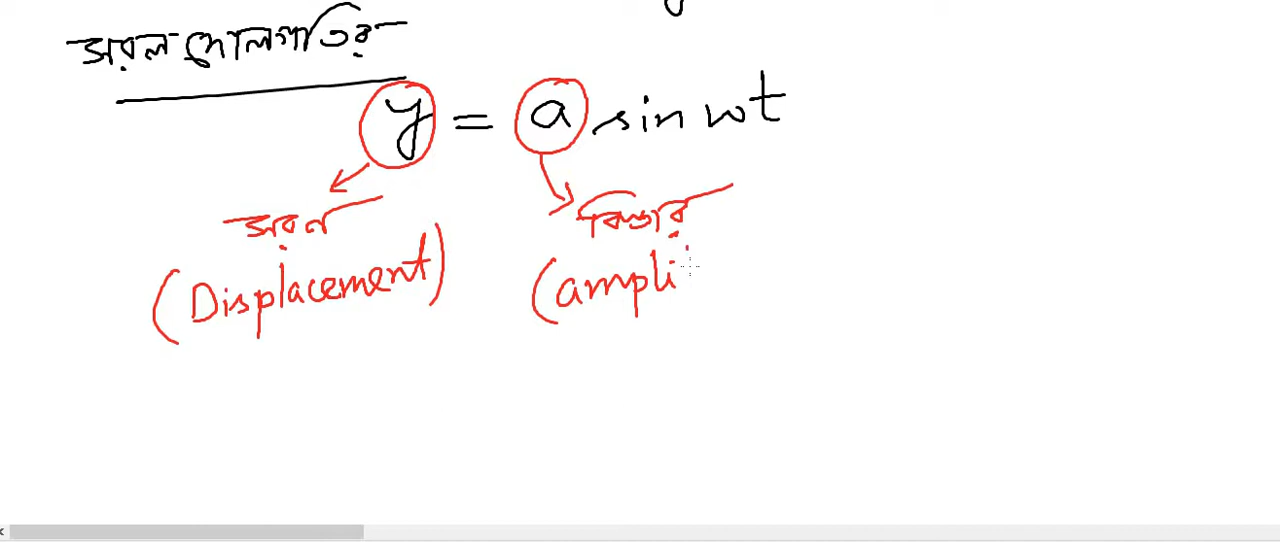 সরল দোলগতির
y = a sin wt
সরণ বিস্তার
(Displacement) (ampli